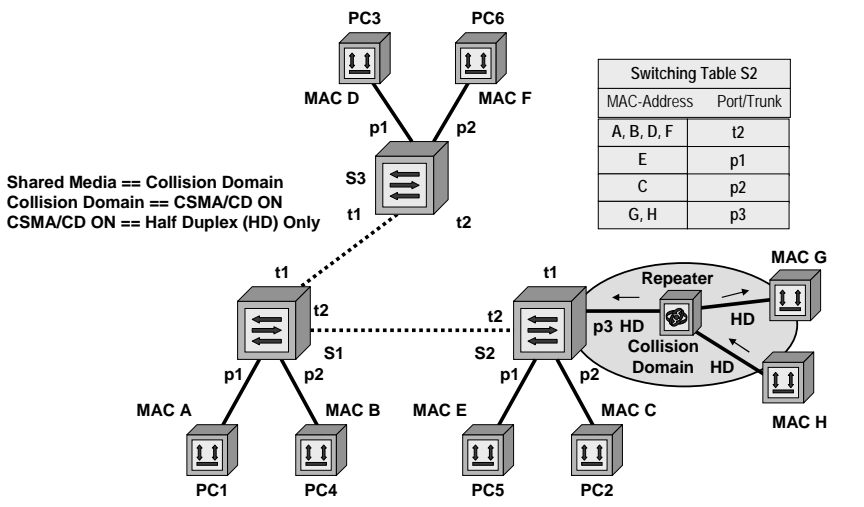 PC3
PC6
MAC D
MAC F
p1
p2
S3
t1
t2
Switching Table S2
MAC-Address Port/Trunk
A, B, D, F t2
E p1
C p2
G, H p3
Shared Media == Collision Domain
Collision Domain == CSMA/CD ON
CSMA/CD ON == Half Duplex (HD) Only
t1
t2
S1
p1
p2
MAC A
MAC B
PC1
PC4
t1
t2
S2
p1
p2
p3 HD
MAC E
MAC C
PC5
PC2
Repeater
Collision
Domain
HD
HD
MAC G
MAC H